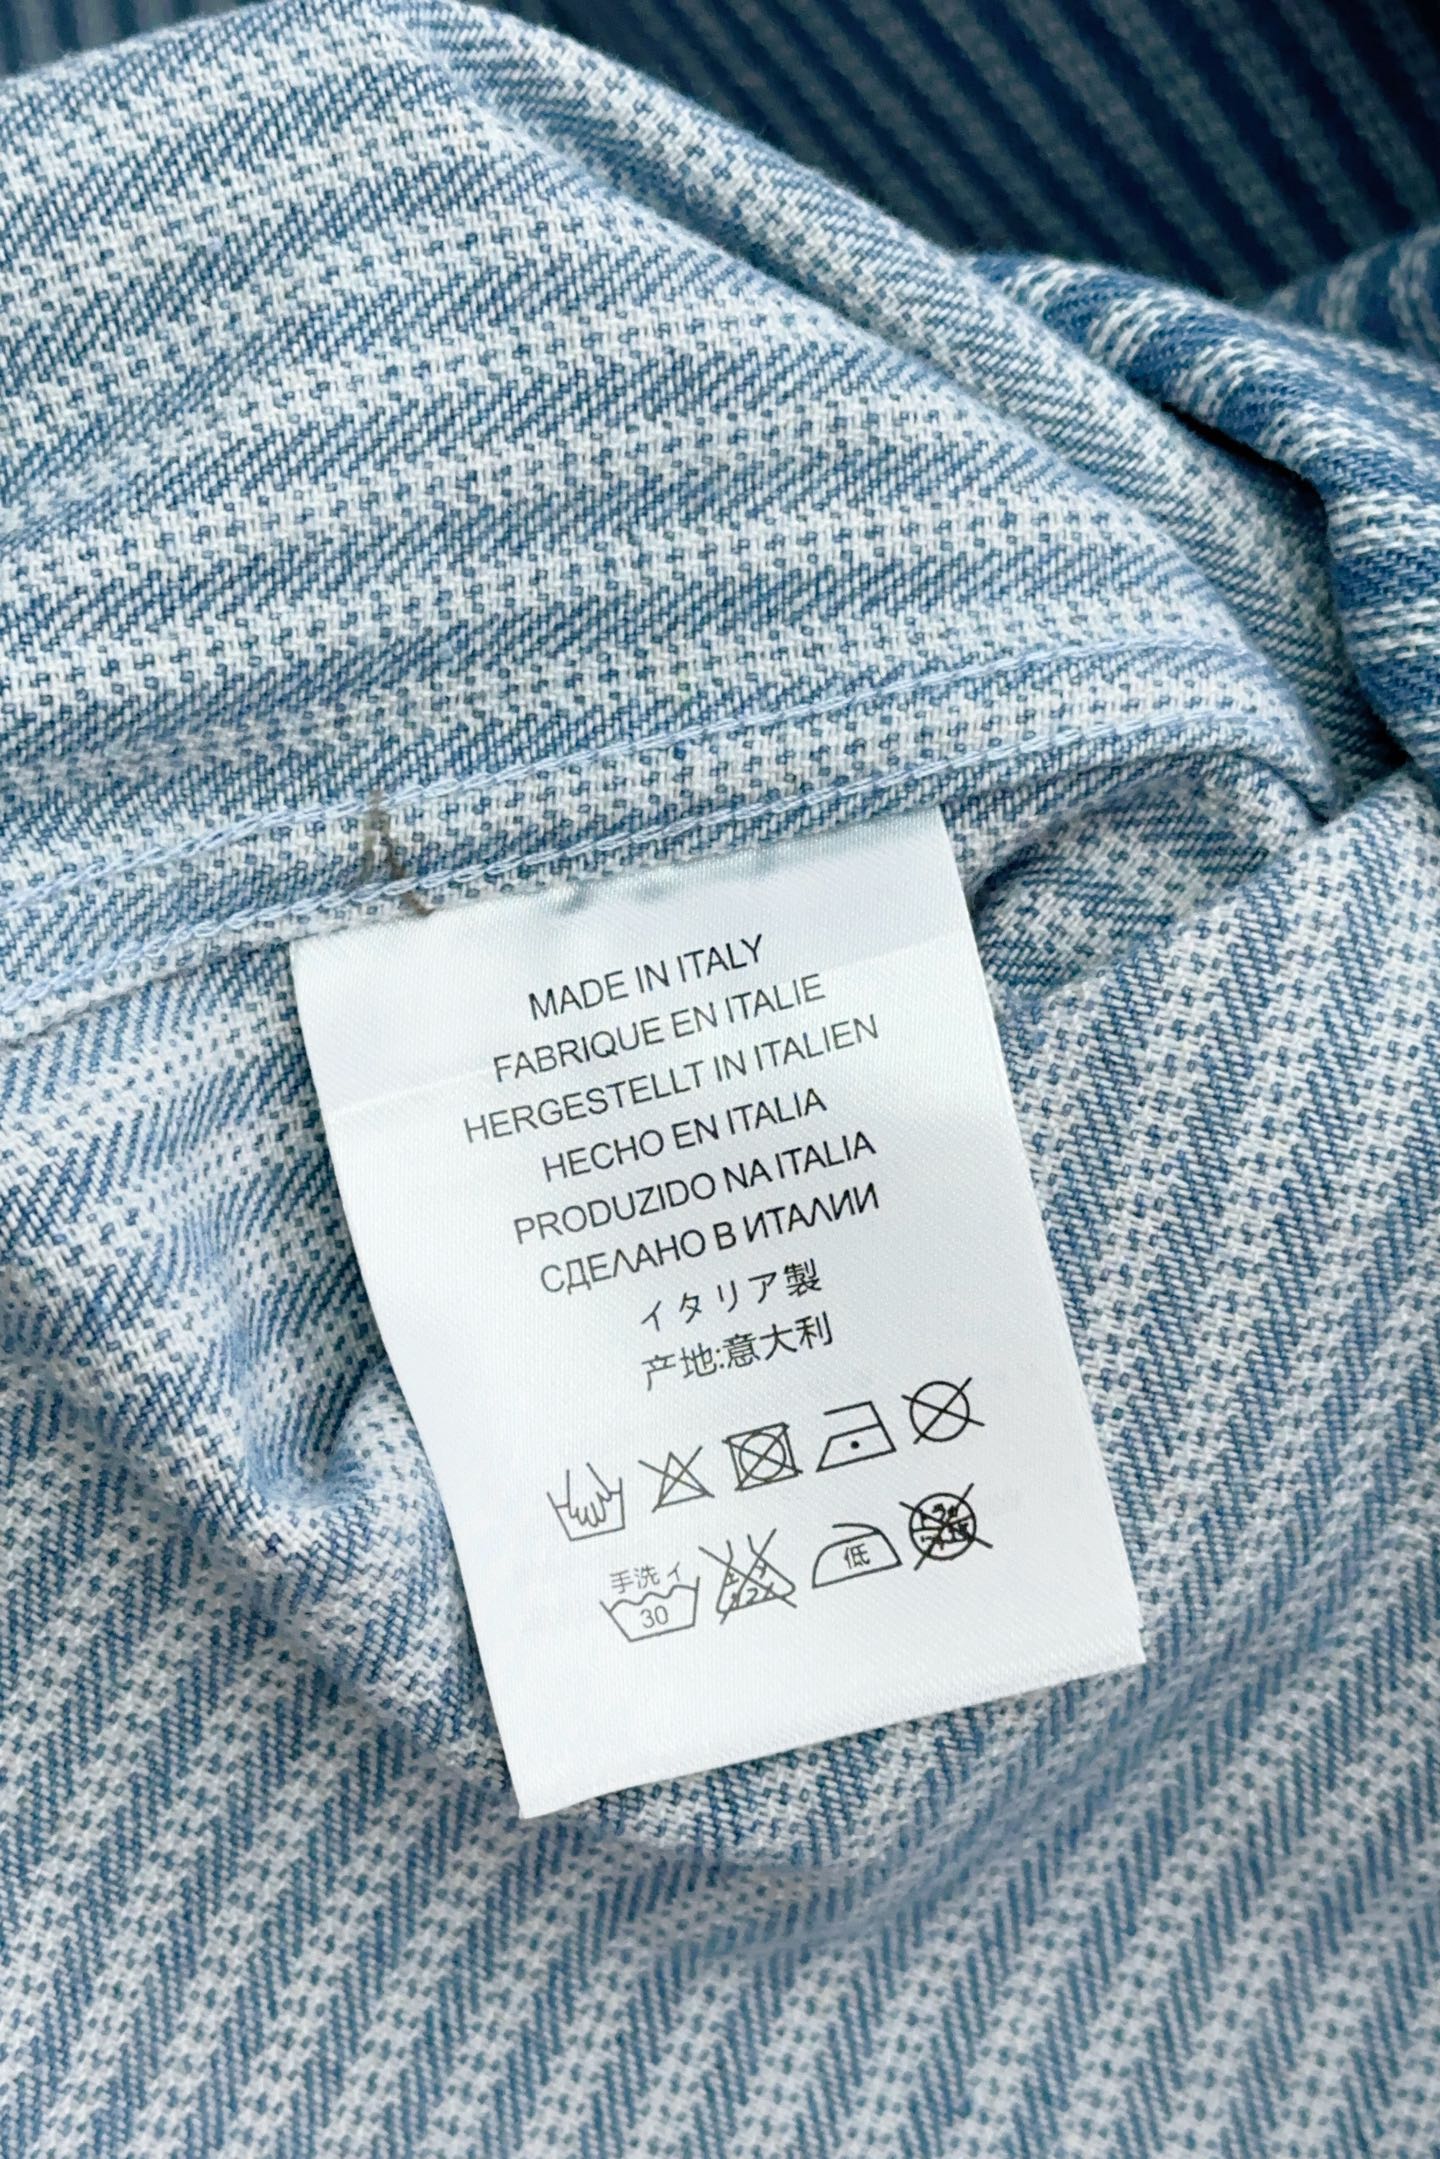 MADE IN ITALY
FABRIQUE EN ITALIE
HERGESTELLT IN ITALIEN
HECHO EN ITALIA
PRODUZIDO NA ITALIA
СДЕЛАНО В ИТАЛИИ
イタリア製
产地:意大利
手洗イ
30
低